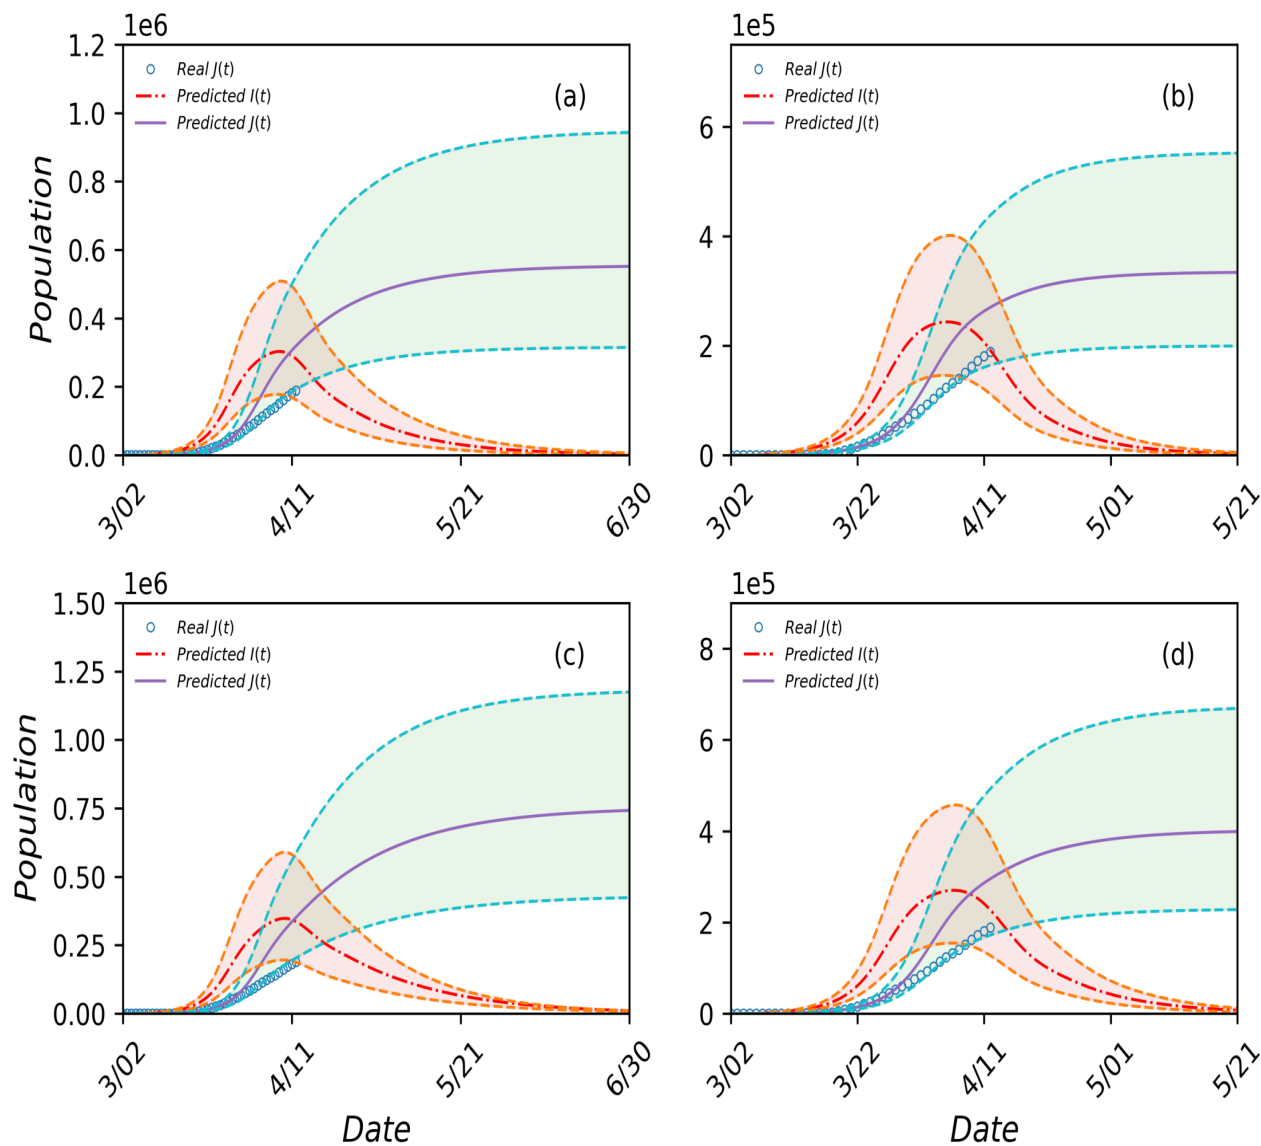 1e6
1.2
1.0
0.8
0.6
0.4
0.2
0.0
Population
Real J(t)
Predicted I(t)
Predicted J(t)
(a)
3/02
4/11
5/21
6/30
1e5
6
4
2
0
Real J(t)
Predicted I(t)
Predicted J(t)
(b)
3/02
3/22
4/11
5/01
5/21
1e6
1.50
1.25
1.00
0.75
0.50
0.25
0.00
Population
Real J(t)
Predicted I(t)
Predicted J(t)
(c)
3/02
4/11
5/21
6/30
Date
1e5
8
6
4
2
0
Real J(t)
Predicted I(t)
Predicted J(t)
(d)
3/02
3/22
4/11
5/01
5/21
Date